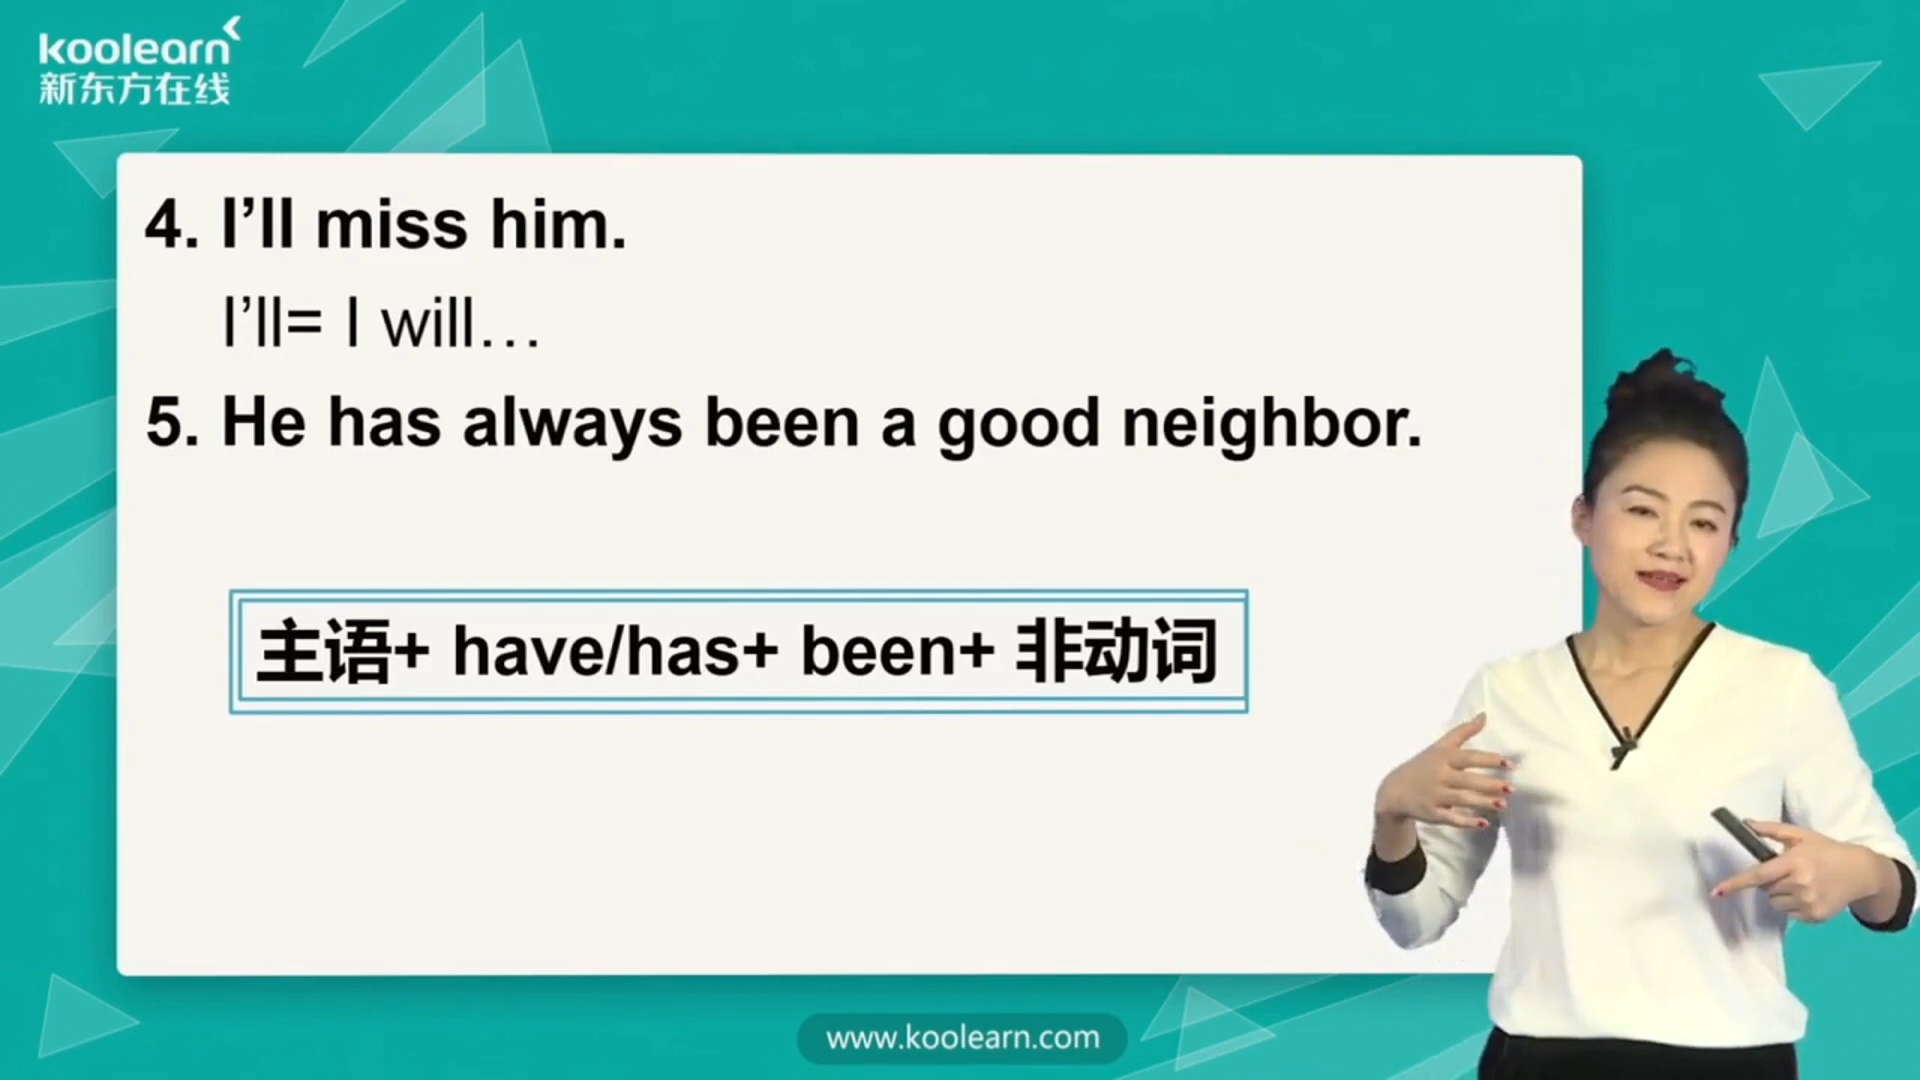 koolearn
新东方在线
4. I’ll miss him.
I’ll= I will…
5. He has always been a good neighbor.
主语+ have/has+ been+ 非动词
www.koolearn.com